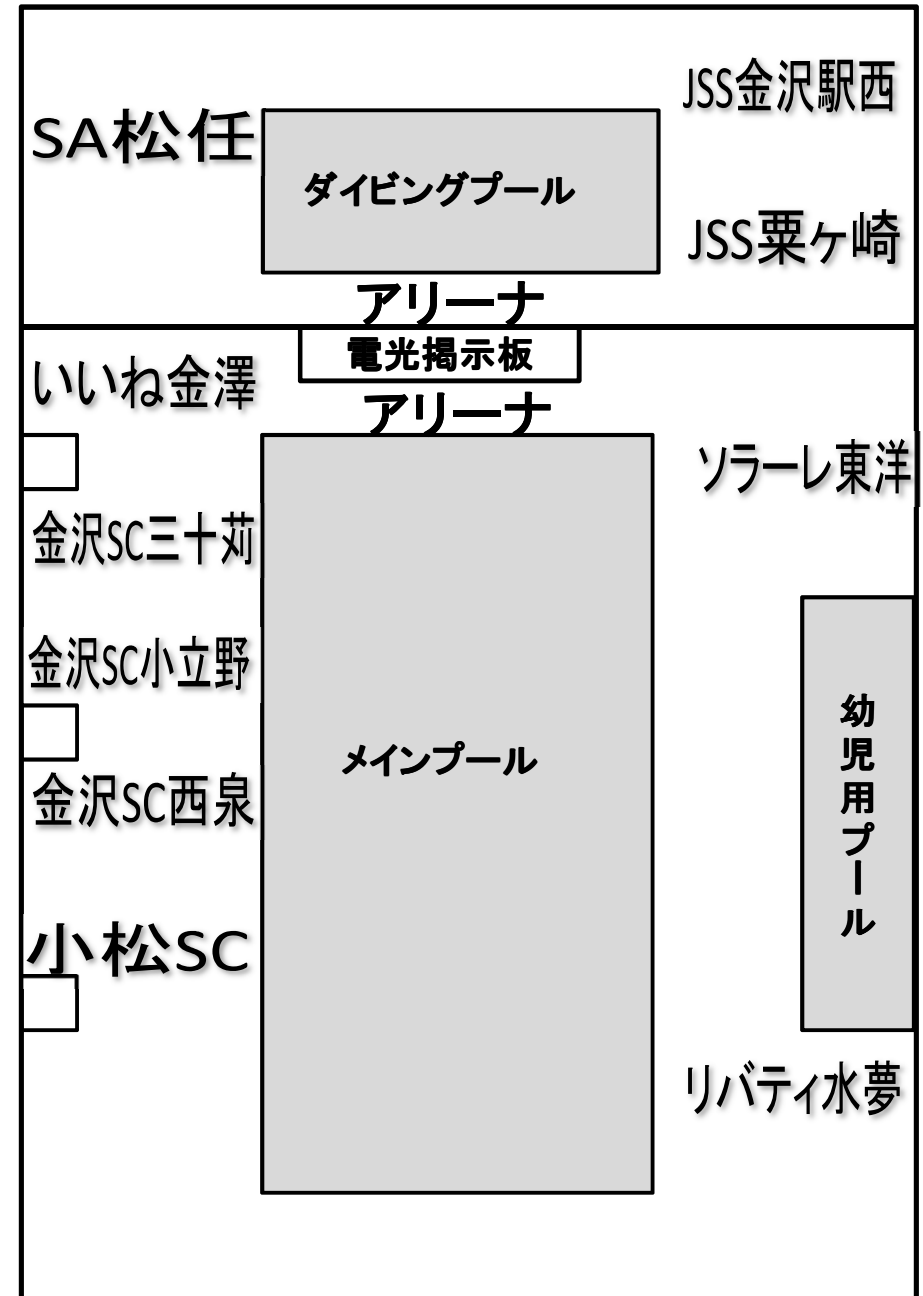 JSS金沢駅西
SA松任
ダイビングプール
JSS粟ヶ崎
アリーナ
電光掲示板
いいね金澤
アリーナ
ソラーレ東洋
金沢SC三十苅
金沢SC小立野
メインプール
幼児用プール
金沢SC西泉
小松SC
リバティ水夢